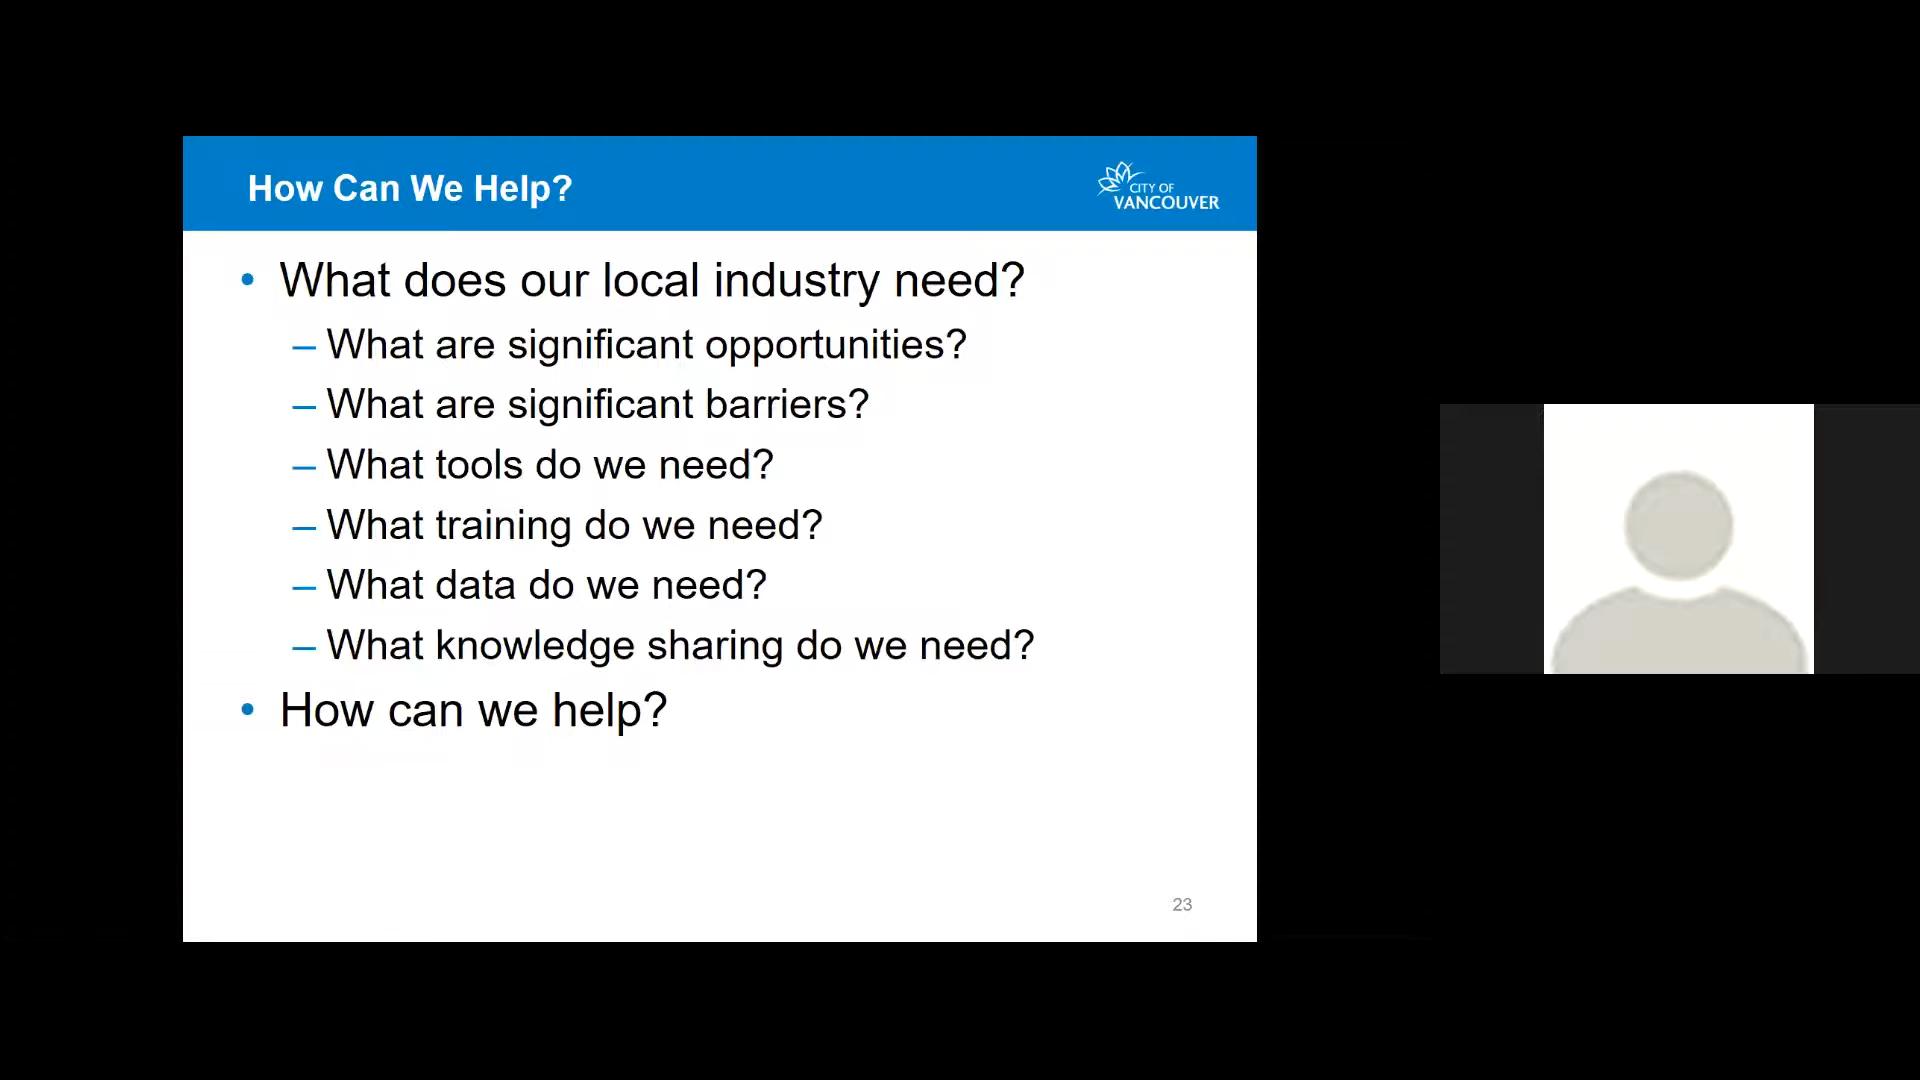 How Can We Help?
CITY OF
VANCOUVER
• What does our local industry need?
– What are significant opportunities?
– What are significant barriers?
– What tools do we need?
– What training do we need?
– What data do we need?
– What knowledge sharing do we need?
• How can we help?
23